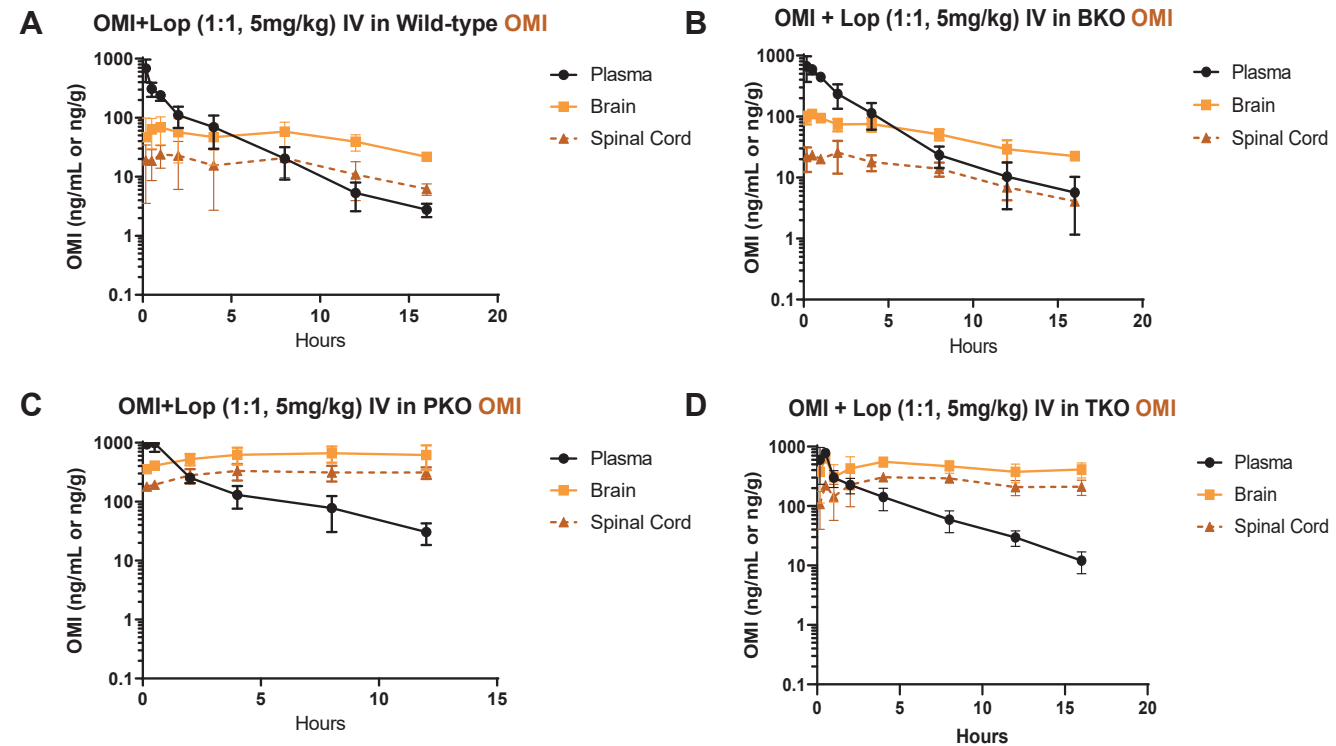 A
OMI+Lop (1:1, 5mg/kg) IV in Wild-type OMI
OMI (ng/mL or ng/g)
1000
100
10
1
0.1
0 5 10 15 20
Hours
Plasma
Brain
Spinal Cord
B
OMI + Lop (1:1, 5mg/kg) IV in BKO OMI
OMI (ng/mL or ng/g)
1000
100
10
1
0.1
0 5 10 15 20
Hours
Plasma
Brain
Spinal Cord
C
OMI+Lop (1:1, 5mg/kg) IV in PKO OMI
OMI (ng/mL or ng/g)
1000
100
10
1
0.1
0 5 10 15
Hours
Plasma
Brain
Spinal Cord
D
OMI + Lop (1:1, 5mg/kg) IV in TKO OMI
OMI (ng/mL or ng/g)
1000
100
10
1
0.1
0 5 10 15 20
Hours
Plasma
Brain
Spinal Cord